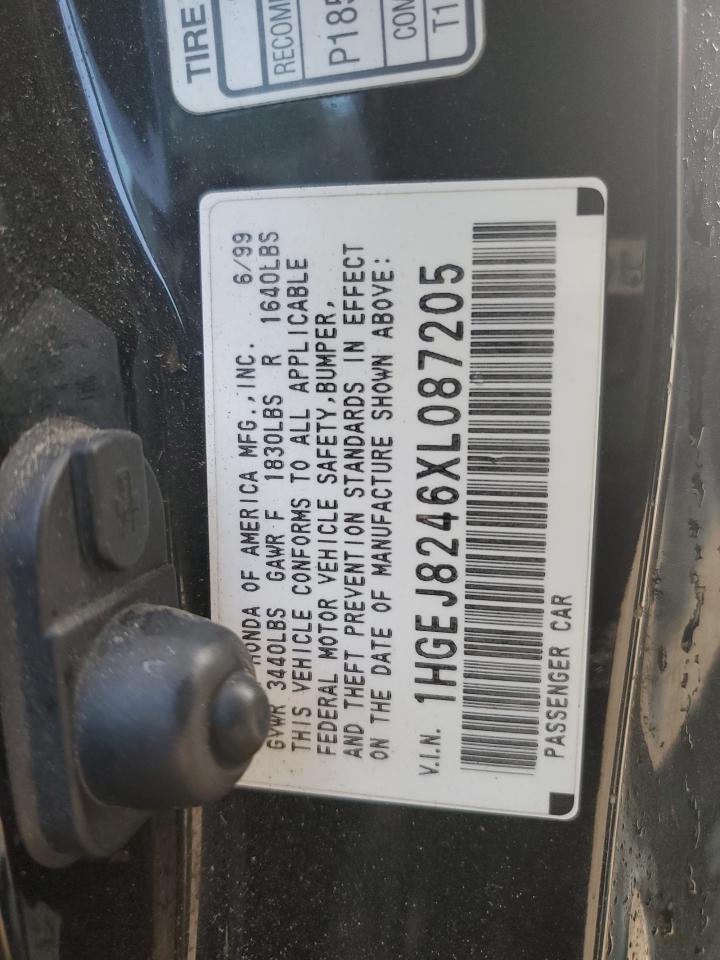 TIRE
RECOM
P185
COM
T1
HONDA OF AMERICA MFG.,INC. 6/99
GVWR 3440LBS GAWR F 1830LBS R 1640LBS
THIS VEHICLE CONFORMS TO ALL APPLICABLE
FEDERAL MOTOR VEHICLE SAFETY,BUMPER,
AND THEFT PREVENTION STANDARDS IN EFFECT
ON THE DATE OF MANUFACTURE SHOWN ABOVE:
V.I.N. 1HGEJ8246XL087205
PASSENGER CAR